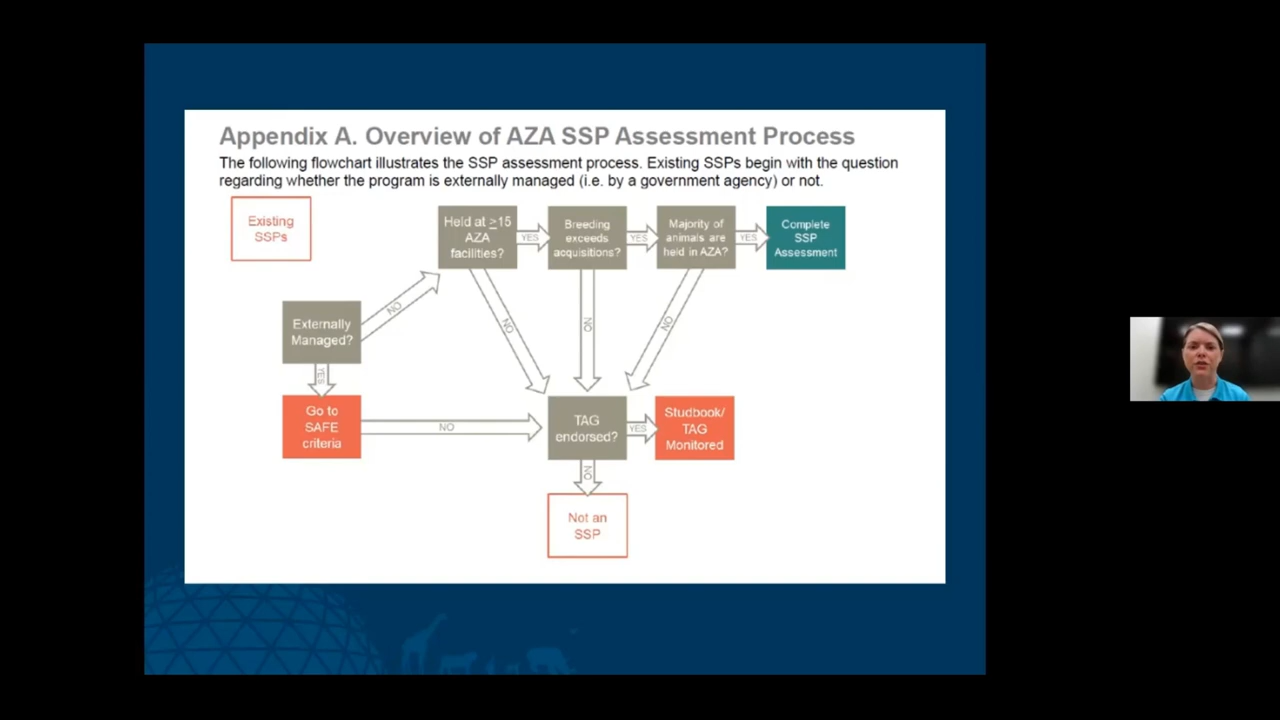 Appendix A. Overview of AZA SSP Assessment Process
The following flowchart illustrates the SSP assessment process. Existing SSPs begin with the question
regarding whether the program is externally managed (i.e. by a government agency) or not.
Existing
SSPs
Held at ≥15
AZA
facilities?
YES
Breeding
exceeds
acquisitions?
YES
Majority of
animals are
held in AZA?
YES
Complete
SSP
Assessment
NO
Externally
Managed?
NO
NO
NO
YES
Go to
SAFE
criteria
NO
TAG
endorsed?
YES
Studbook/
TAG
Monitored
NO
Not an
SSP